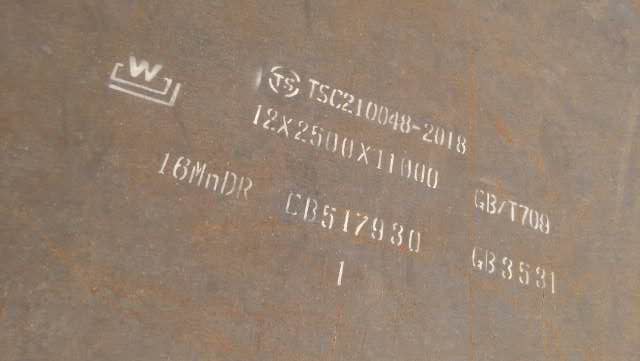 W
TS TSC210048-2018
12X2500X11000 GB/T709
16MnDR CB517930 GB3531
1